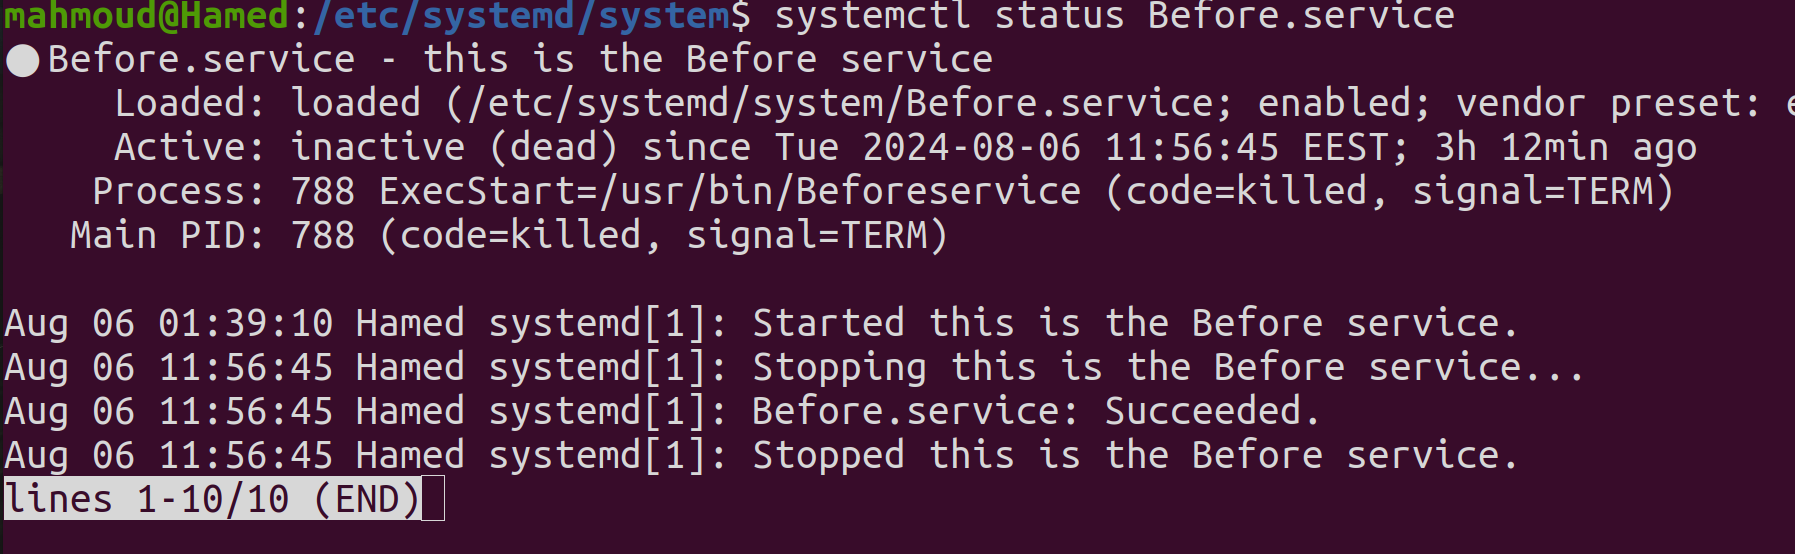 mahmoud@Hamed:/etc/systemd/system$ systemctl status Before.service
● Before.service - this is the Before service
Loaded: loaded (/etc/systemd/system/Before.service; enabled; vendor preset: e
Active: inactive (dead) since Tue 2024-08-06 11:56:45 EEST; 3h 12min ago
Process: 788 ExecStart=/usr/bin/Beforeservice (code=killed, signal=TERM)
Main PID: 788 (code=killed, signal=TERM)
Aug 06 01:39:10 Hamed systemd[1]: Started this is the Before service.
Aug 06 11:56:45 Hamed systemd[1]: Stopping this is the Before service...
Aug 06 11:56:45 Hamed systemd[1]: Before.service: Succeeded.
Aug 06 11:56:45 Hamed systemd[1]: Stopped this is the Before service.
lines 1-10/10 (END)